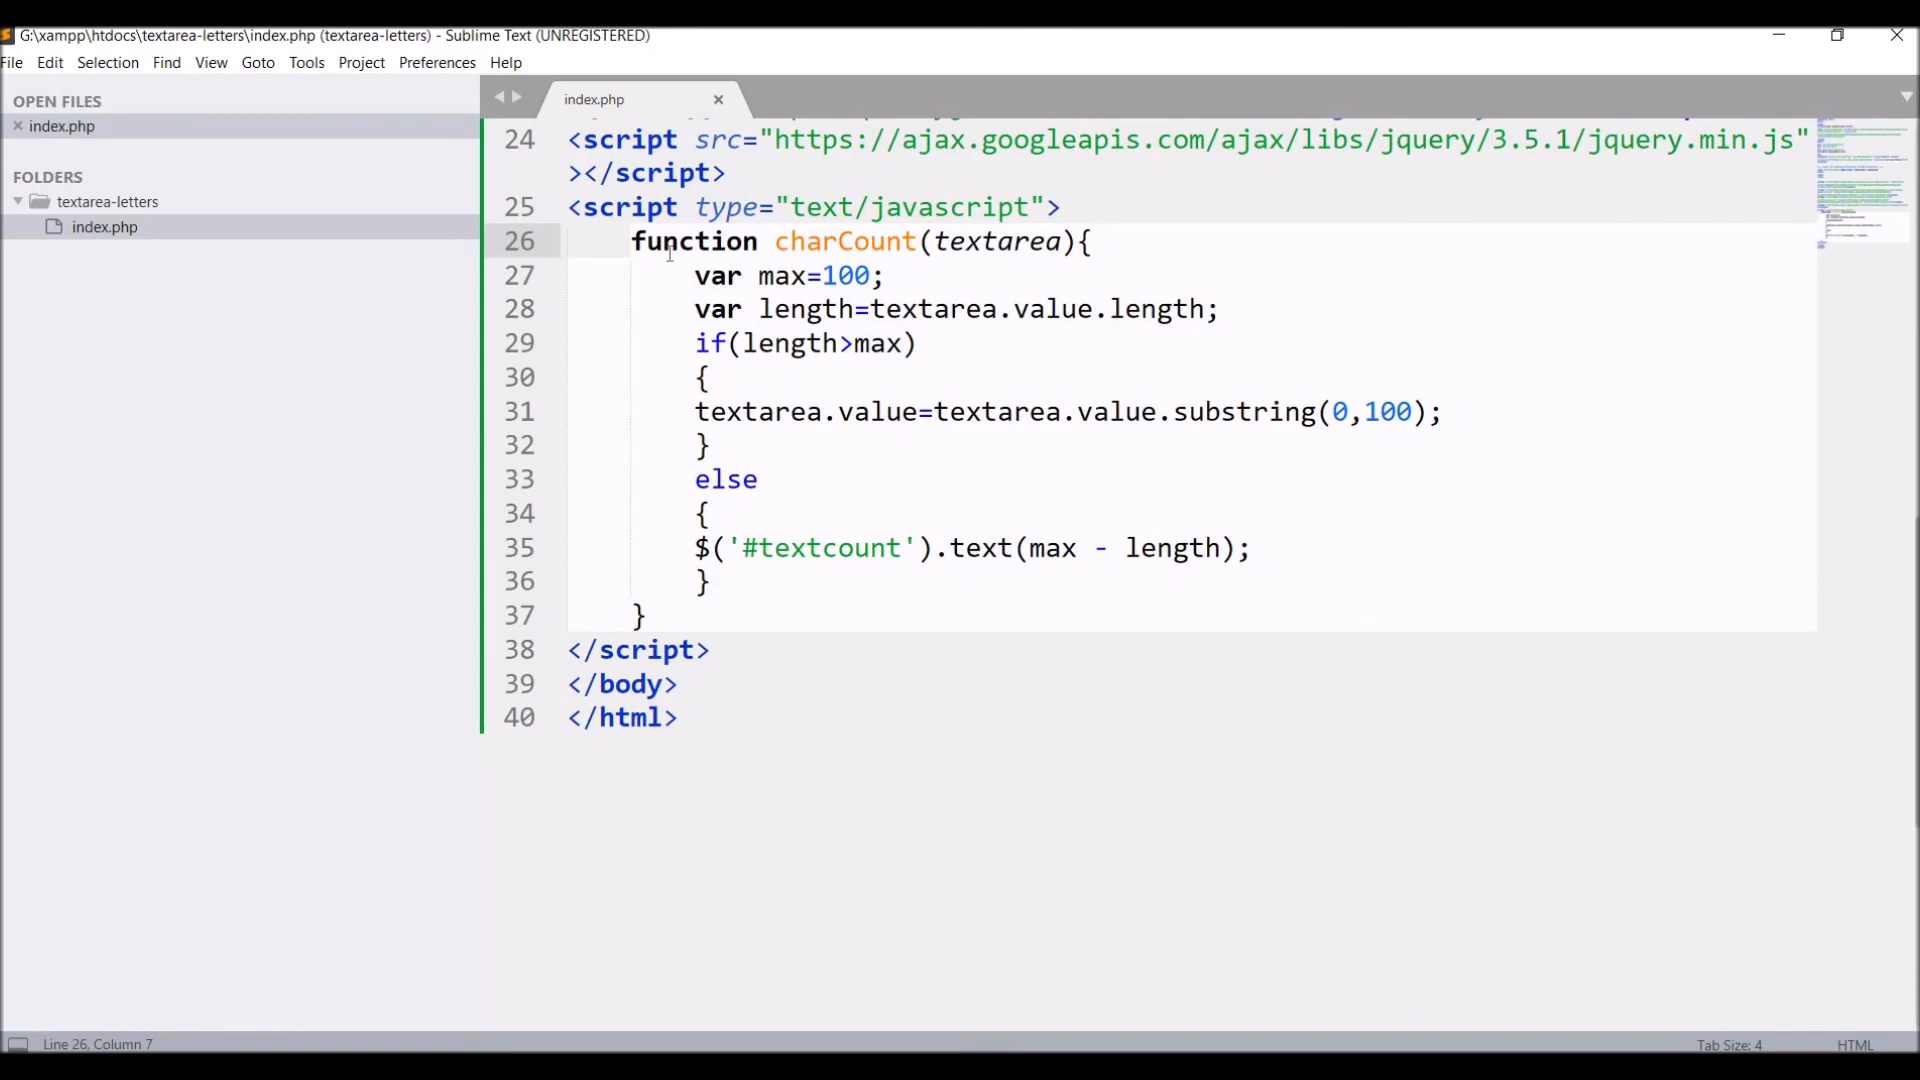 G:\xampp\htdocs\textarea-letters\index.php (textarea-letters) - Sublime Text (UNREGISTERED)
File Edit Selection Find View Goto Tools Project Preferences Help
OPEN FILES
index.php
FOLDERS
textarea-letters
index.php
index.php
24 <script src="https://ajax.googleapis.com/ajax/libs/jquery/3.5.1/jquery.min.js"
></script>
25 <script type="text/javascript">
26 function charCount(textarea){
27 var max=100;
28 var length=textarea.value.length;
29 if(length>max)
30 {
31 textarea.value=textarea.value.substring(0,100);
32 }
33 else
34 {
35 $('#textcount').text(max - length);
36 }
37 }
38 </script>
39 </body>
40 </html>
Line 26, Column 7
Tab Size: 4
HTML